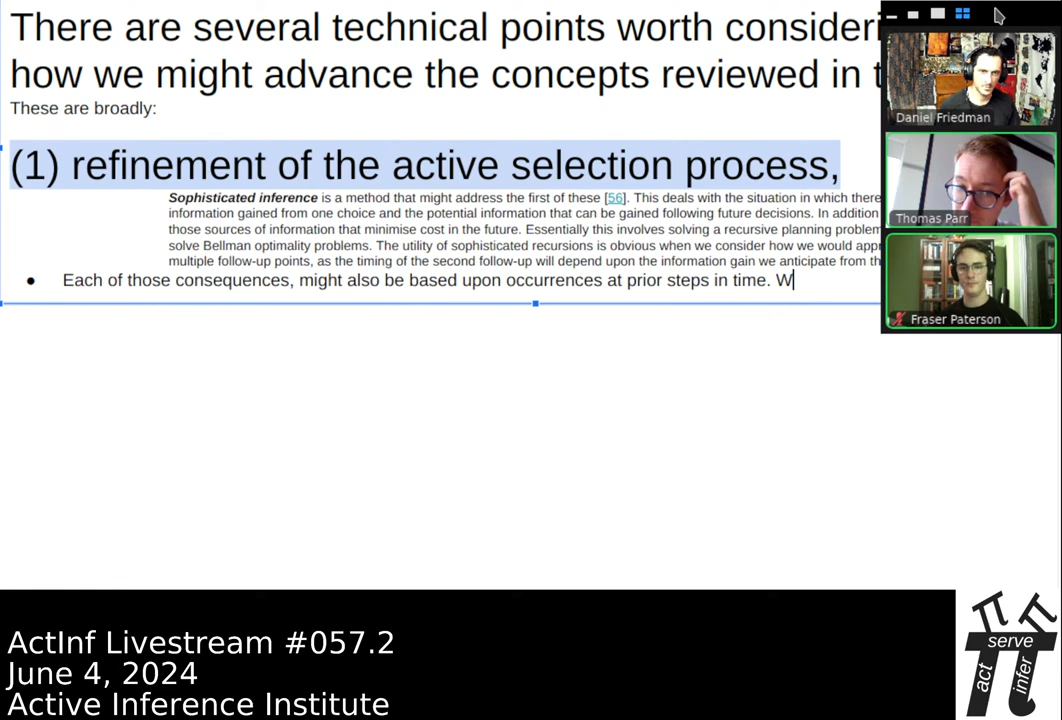 There are several technical points worth consideri
how we might advance the concepts reviewed in t
These are broadly:
(1) refinement of the active selection process,
Sophisticated inference is a method that might address the first of these [56]. This deals with the situation in which there
information gained from one choice and the potential information that can be gained following future decisions. In addition
those sources of information that minimise cost in the future. Essentially this involves solving a recursive planning problem
solve Bellman optimality problems. The utility of sophisticated recursions is obvious when we consider how we would appr
multiple follow-up points, as the timing of the second follow-up will depend upon the information gain we anticipate from th
● Each of those consequences, might also be based upon occurrences at prior steps in time. W
Daniel Friedman
Thomas Parr
Fraser Paterson
ActInf Livestream #057.2
June 4, 2024
Active Inference Institute
serve
act
infer